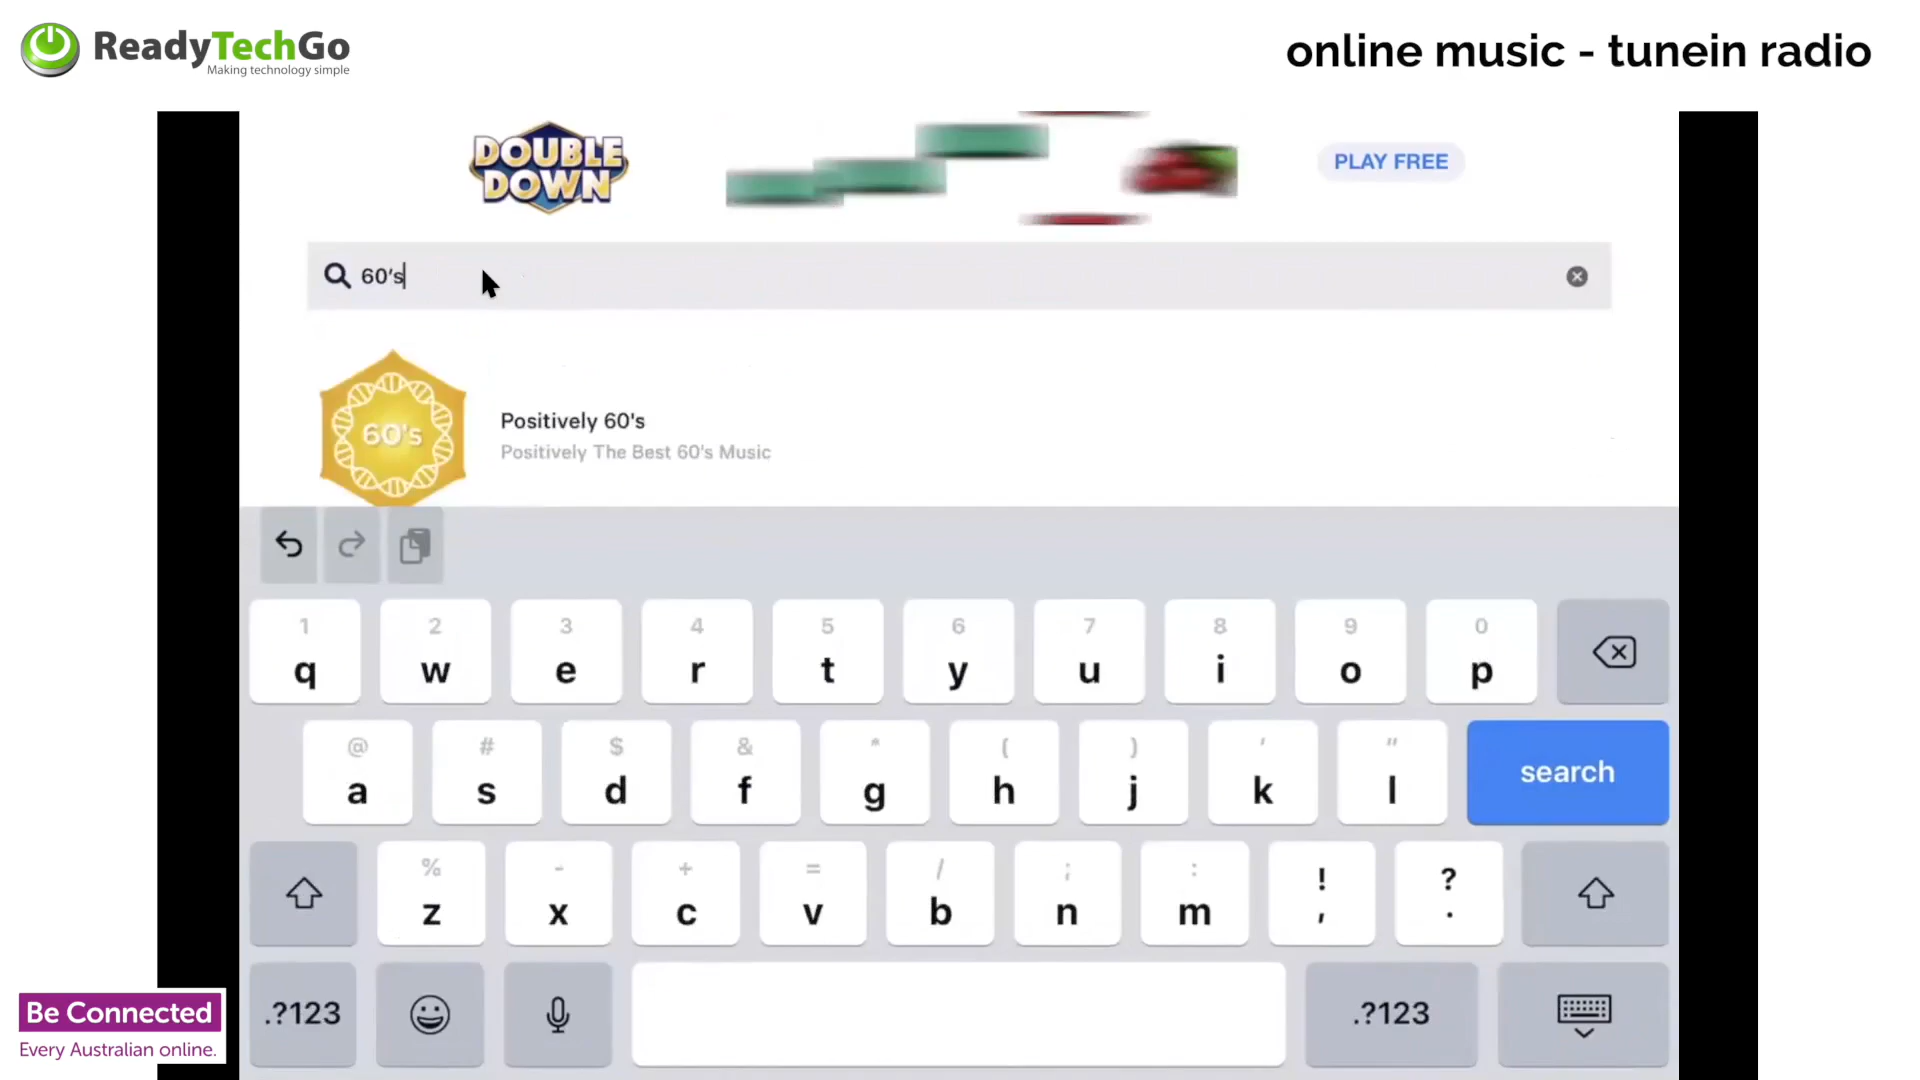 ReadyTechGo
Making technology simple
online music - tunein radio
DOUBLE
DOWN
PLAY FREE
60's
60's
Positively 60's
Positively The Best 60's Music
1 2 3 4 5 6 7 8 9 0
q w e r t y u i o p
@ # $ & * ( ) ' "
a s d f g h j k l search
% - + = / ; : ! ?
z x c v b n m , .
.?123 .?123
Be Connected
Every Australian online.